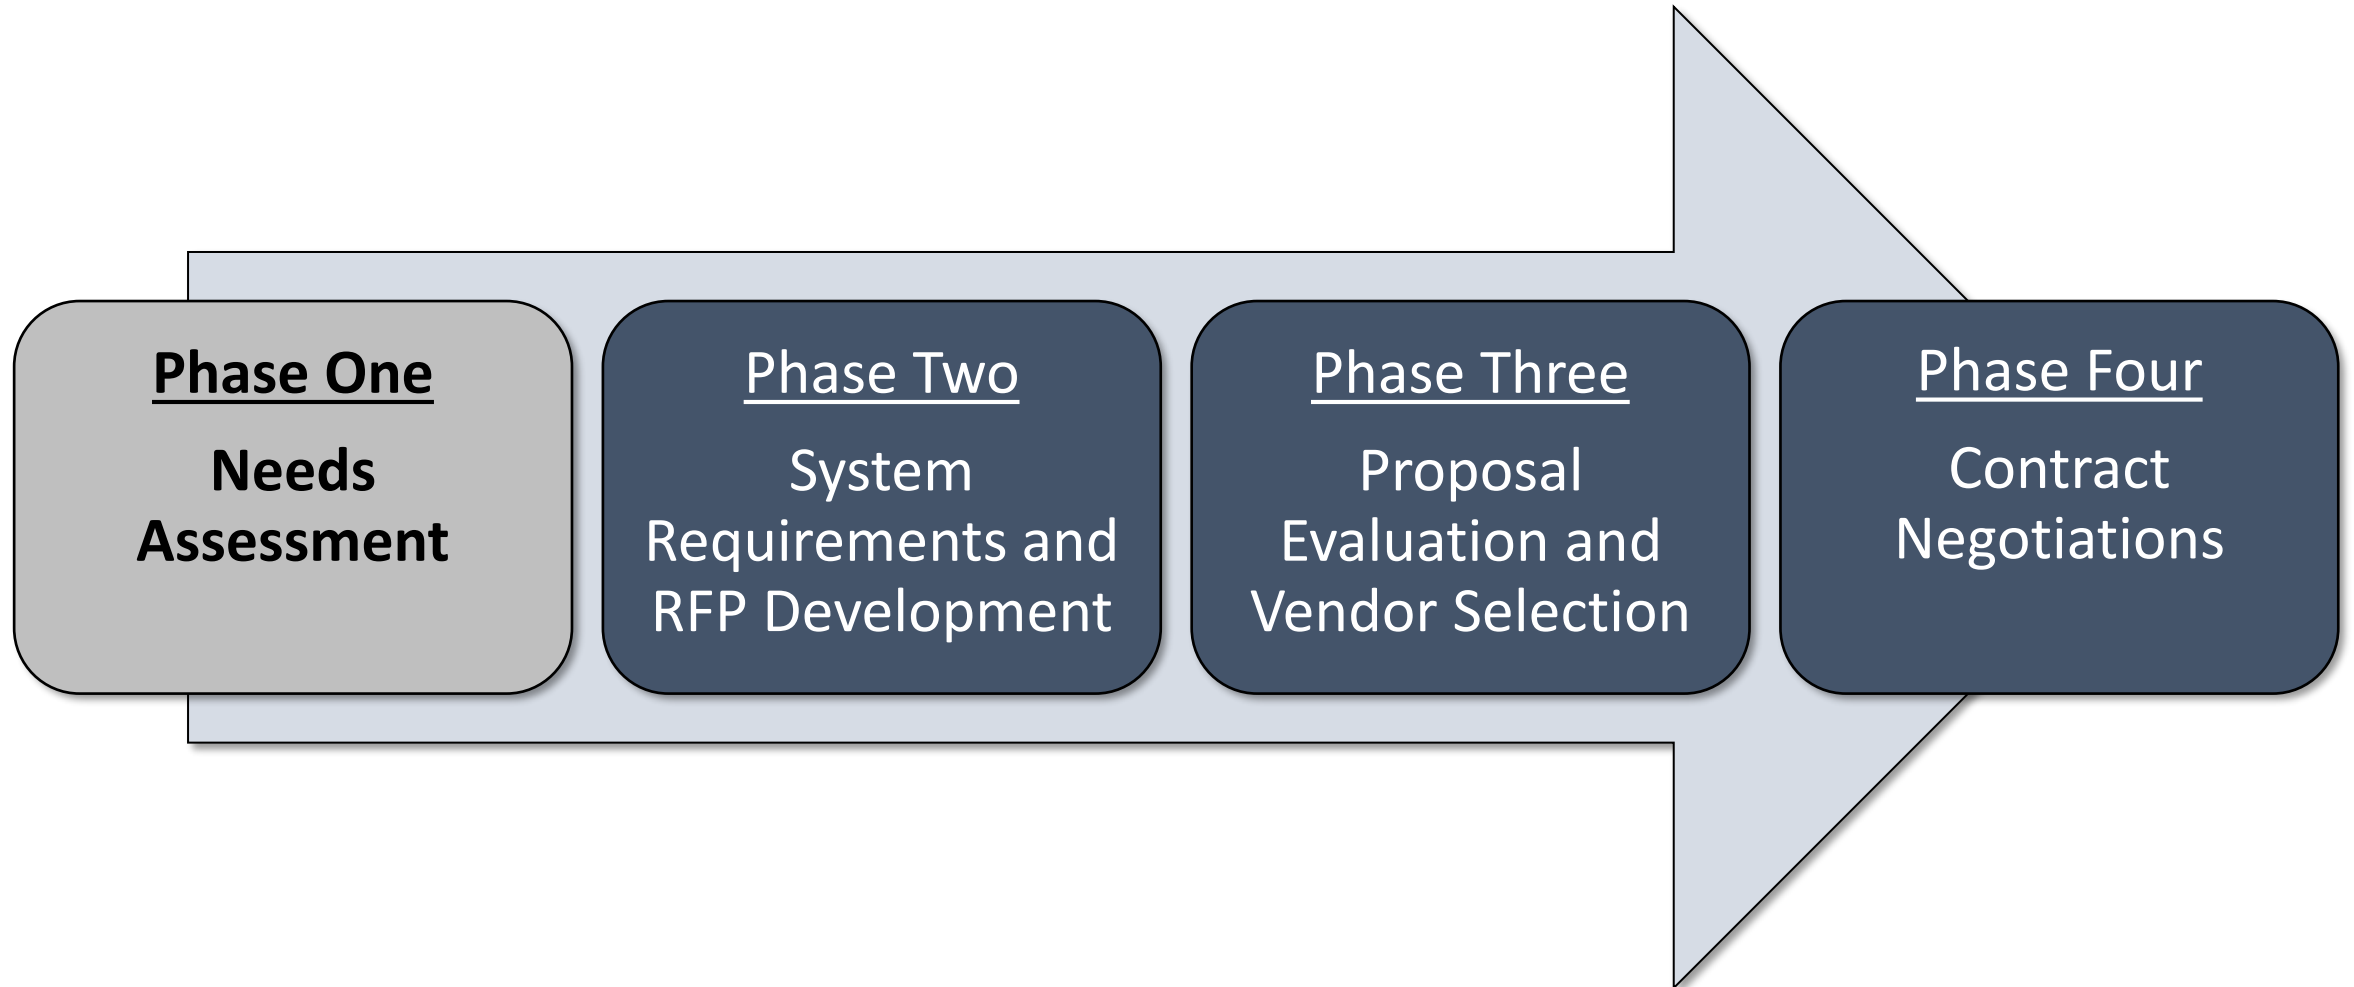 Phase One
Needs
Assessment
Phase Two
System
Requirements and
RFP Development
Phase Three
Proposal
Evaluation and
Vendor Selection
Phase Four
Contract
Negotiations